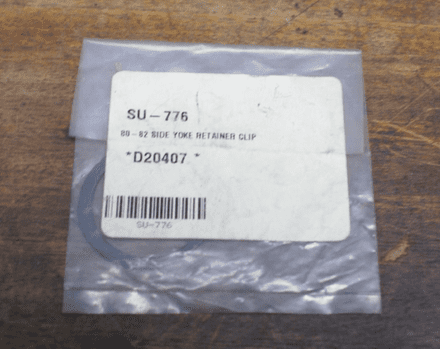 SU-776
80-82 SIDE YOKE RETAINER CLIP
*D20407 *
SU-776